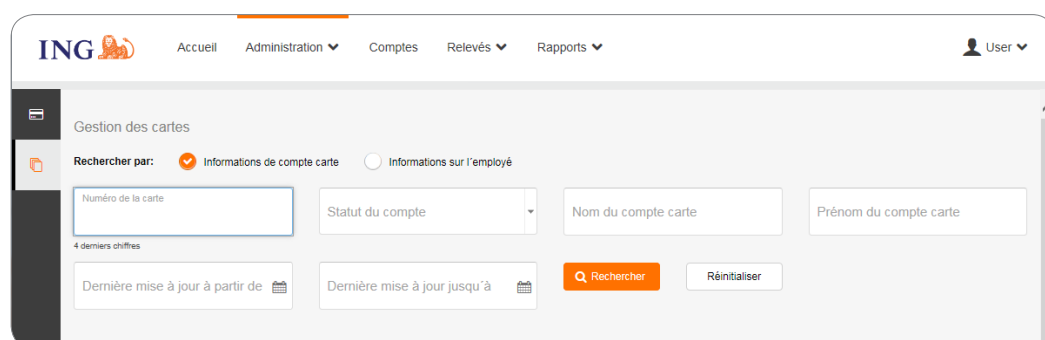 ING Accueil Administration Comptes Relevés Rapports User
Gestion des cartes
Rechercher par: Informations de compte carte Informations sur l´employé
Numéro de la carte
Statut du compte Nom du compte carte Prénom du compte carte
4 derniers chiffres
Dernière mise à jour à partir de Dernière mise à jour jusqu´à Rechercher Réinitialiser